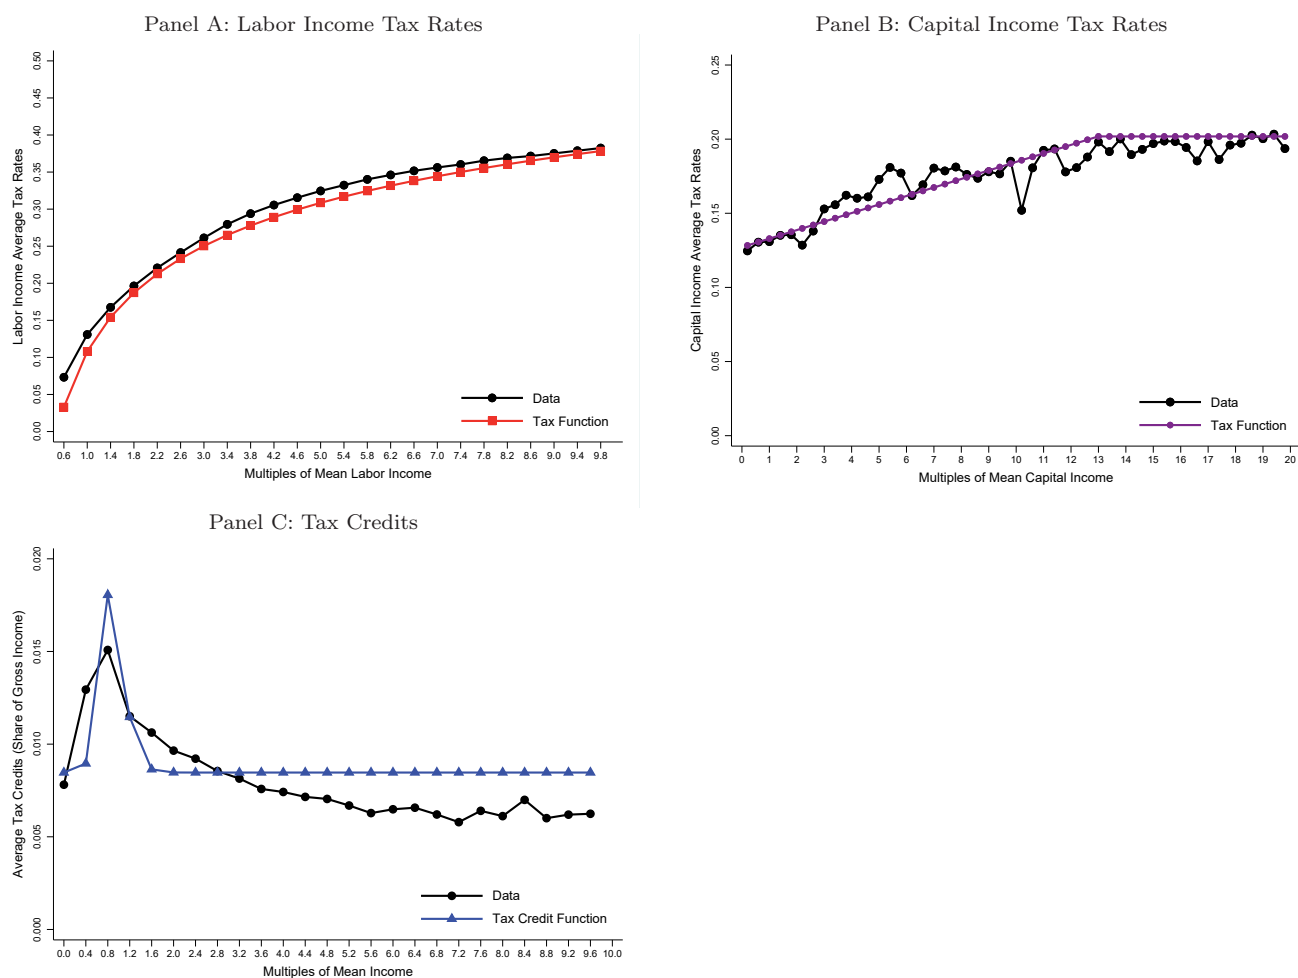 Panel A: Labor Income Tax Rates
Labor Income Average Tax Rates
0.50
0.45
0.40
0.35
0.30
0.25
0.20
0.15
0.10
0.05
0.00
Data
Tax Function
0.6 1.0 1.4 1.8 2.2 2.6 3.0 3.4 3.8 4.2 4.6 5.0 5.4 5.8 6.2 6.6 7.0 7.4 7.8 8.2 8.6 9.0 9.4 9.8
Multiples of Mean Labor Income
Panel B: Capital Income Tax Rates
Capital Income Average Tax Rates
0.25
0.20
0.15
0.10
0.05
0.00
Data
Tax Function
0 1 2 3 4 5 6 7 8 9 10 11 12 13 14 15 16 17 18 19 20
Multiples of Mean Capital Income
Panel C: Tax Credits
Average Tax Credits (Share of Gross Income)
0.020
0.015
0.010
0.005
0.000
Data
Tax Credit Function
0.0 0.4 0.8 1.2 1.6 2.0 2.4 2.8 3.2 3.6 4.0 4.4 4.8 5.2 5.6 6.0 6.4 6.8 7.2 7.6 8.0 8.4 8.8 9.2 9.6 10.0
Multiples of Mean Income